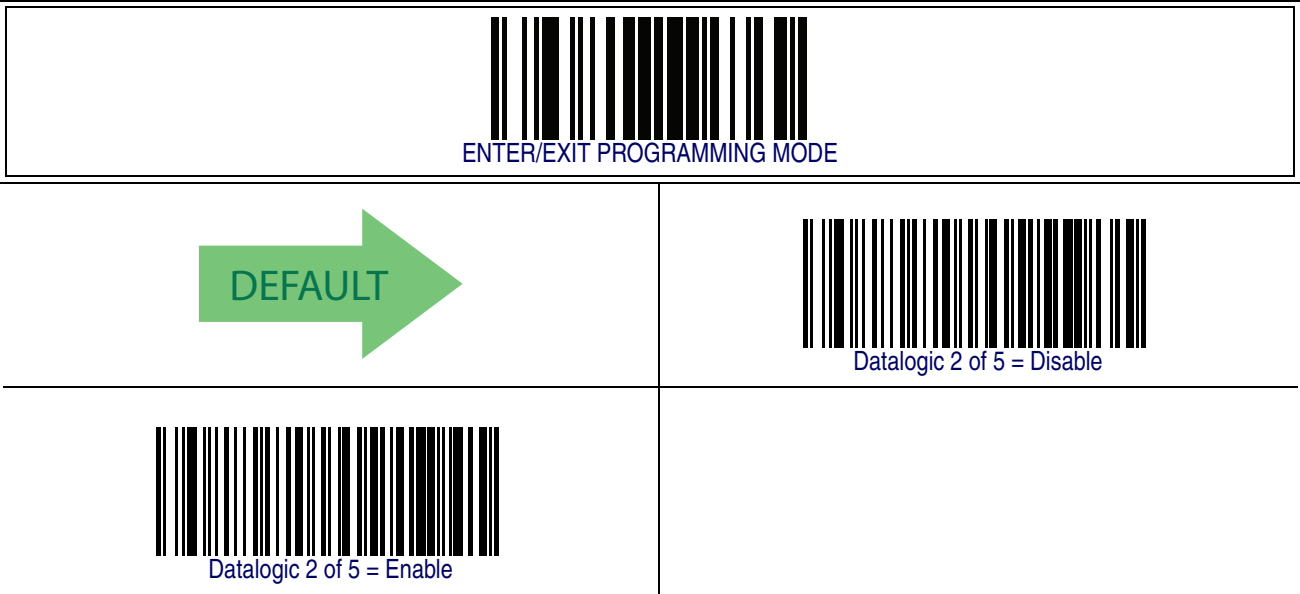 ENTER/EXIT PROGRAMMING MODE
DEFAULT
Datalogic 2 of 5 = Disable
Datalogic 2 of 5 = Enable